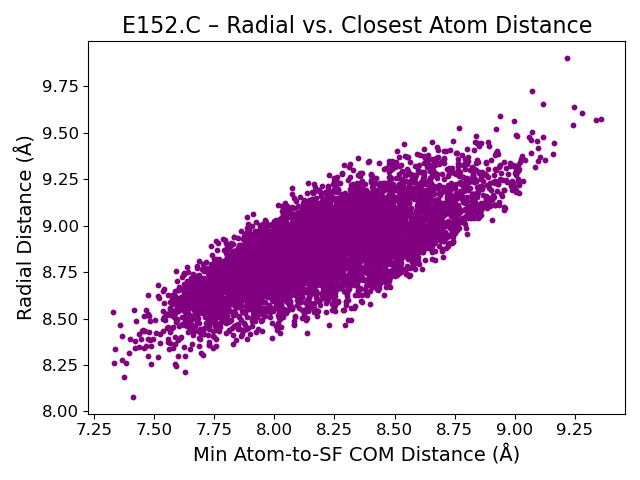 E152.C – Radial vs. Closest Atom Distance
Radial Distance (Å)
9.75
9.50
9.25
9.00
8.75
8.50
8.25
8.00
7.25 7.50 7.75 8.00 8.25 8.50 8.75 9.00 9.25
Min Atom-to-SF COM Distance (Å)